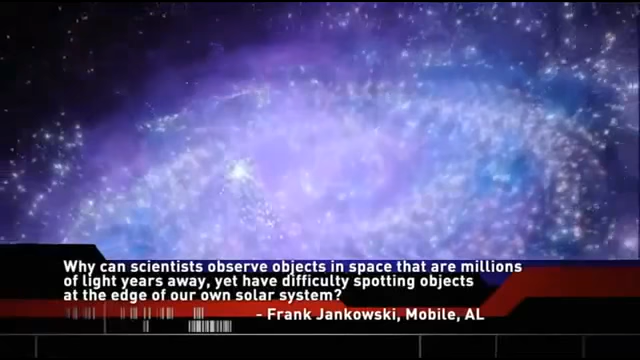 Why can scientists observe objects in space that are millions
of light years away, yet have difficulty spotting objects
at the edge of our own solar system?
- Frank Jankowski, Mobile, AL